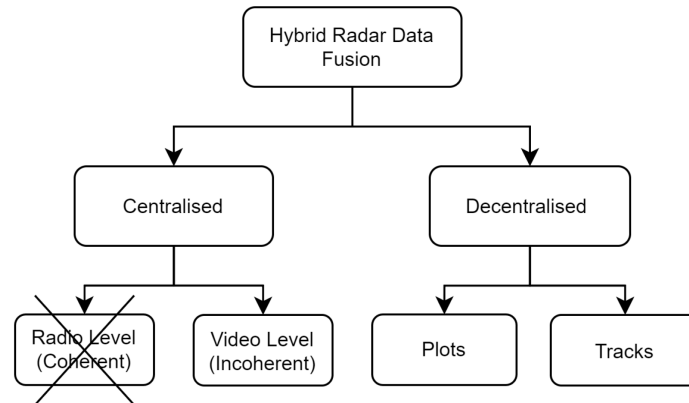 Hybrid Radar Data
Fusion
Centralised
Decentralised
Radio Level
(Coherent)
Video Level
(Incoherent)
Plots
Tracks